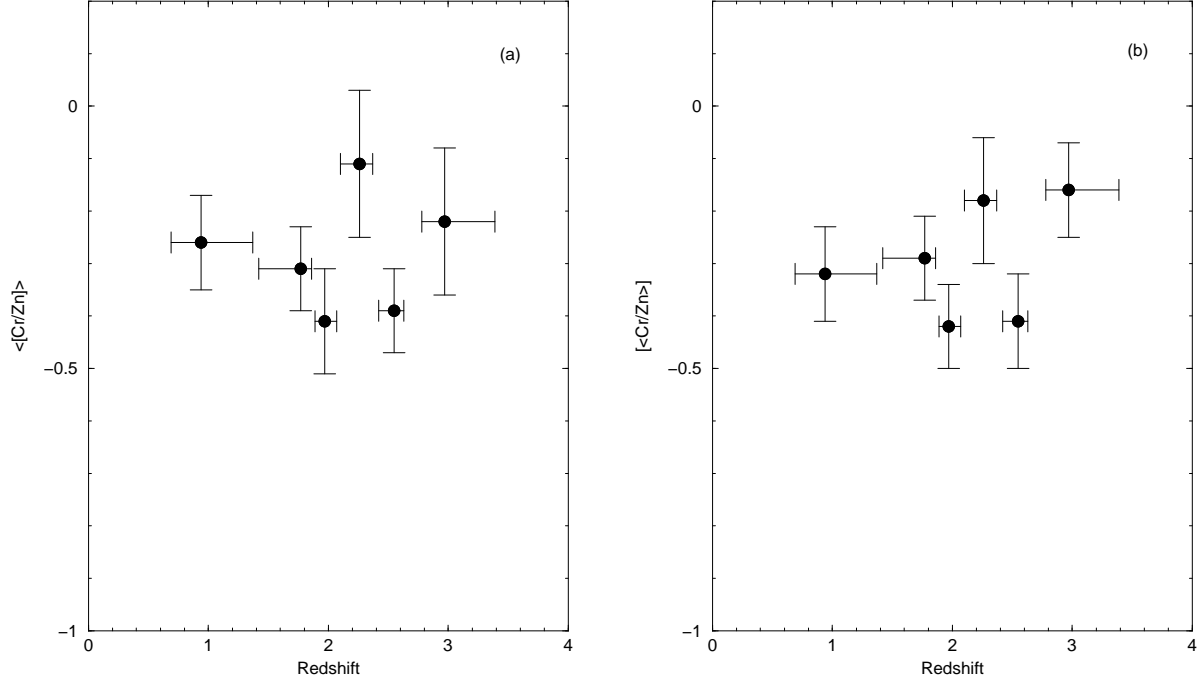 (a)
0
−0.5
−1
<[Cr/Zn]>
0 1 2 3 4
Redshift
(b)
0
−0.5
−1
[<Cr/Zn>]
0 1 2 3 4
Redshift